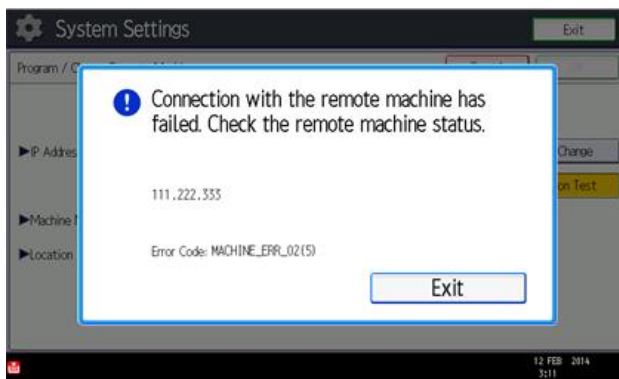 System Settings
Exit
Program / C
Connection with the remote machine has
failed. Check the remote machine status.
▶IP Addres
Change
on Test
111.222.333
▶Machine
▶Location
Error Code: MACHINE_ERR_02(5)
Exit
12 FEB 2014
3:11